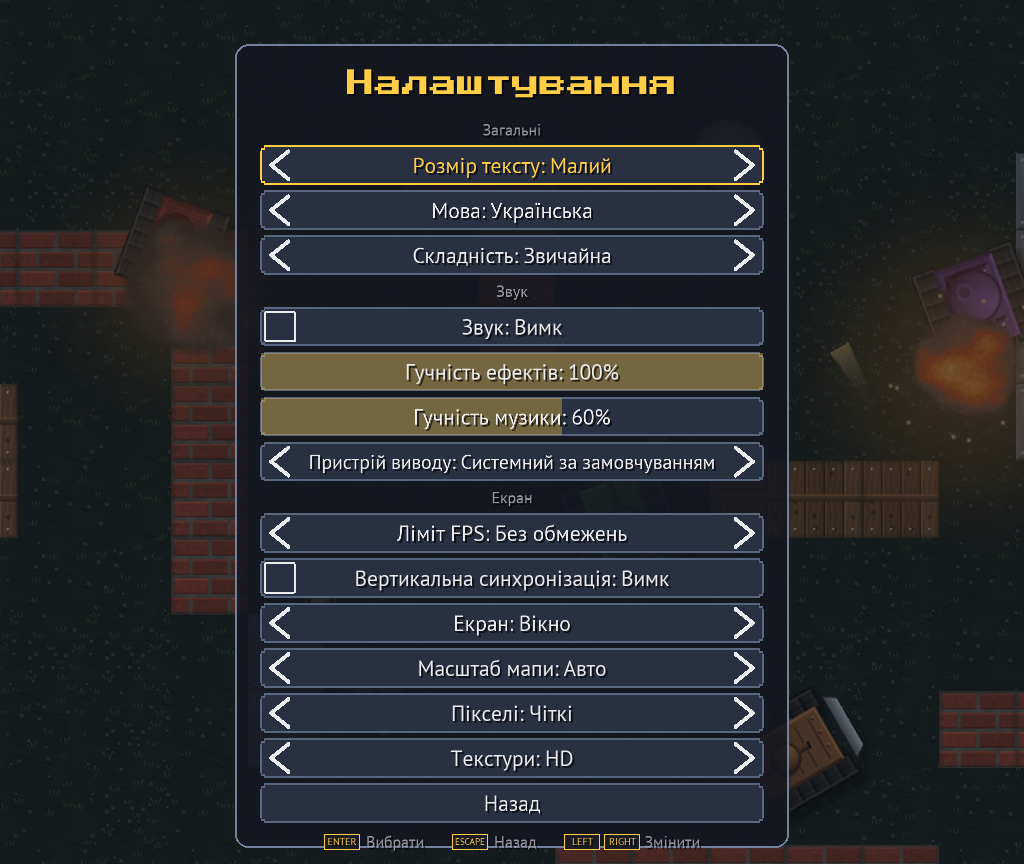 Налаштування
Загальні
Розмір тексту: Малий
Мова: Українська
Складність: Звичайна
Звук
Звук: Вимк
Гучність ефектів: 100%
Гучність музики: 60%
Пристрій виводу: Системний за замовчуванням
Екран
Ліміт FPS: Без обмежень
Вертикальна синхронізація: Вимк
Екран: Вікно
Масштаб мапи: Авто
Пікселі: Чіткі
Текстури: HD
Назад
ENTER Вибрати ESCAPE Назад LEFT RIGHT Змінити